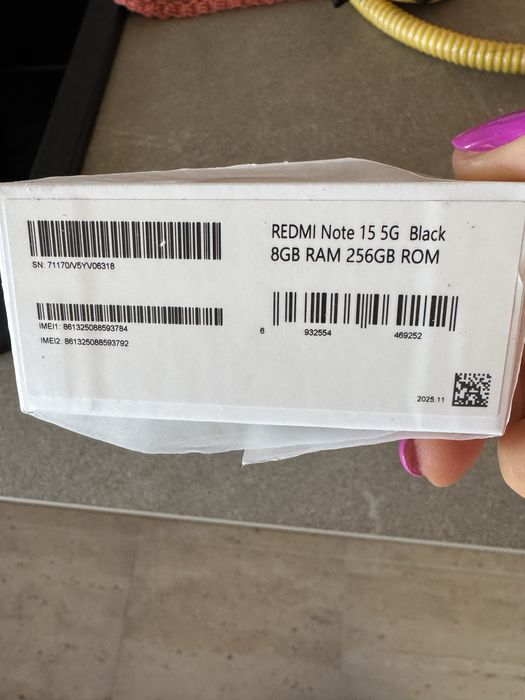 REDMI Note 15 5G Black
8GB RAM 256GB ROM
SN: 71170/V5YV06318
IMEI1: 861325088593784
IMEI2: 861325088593792
6 932554 469252
2025.11